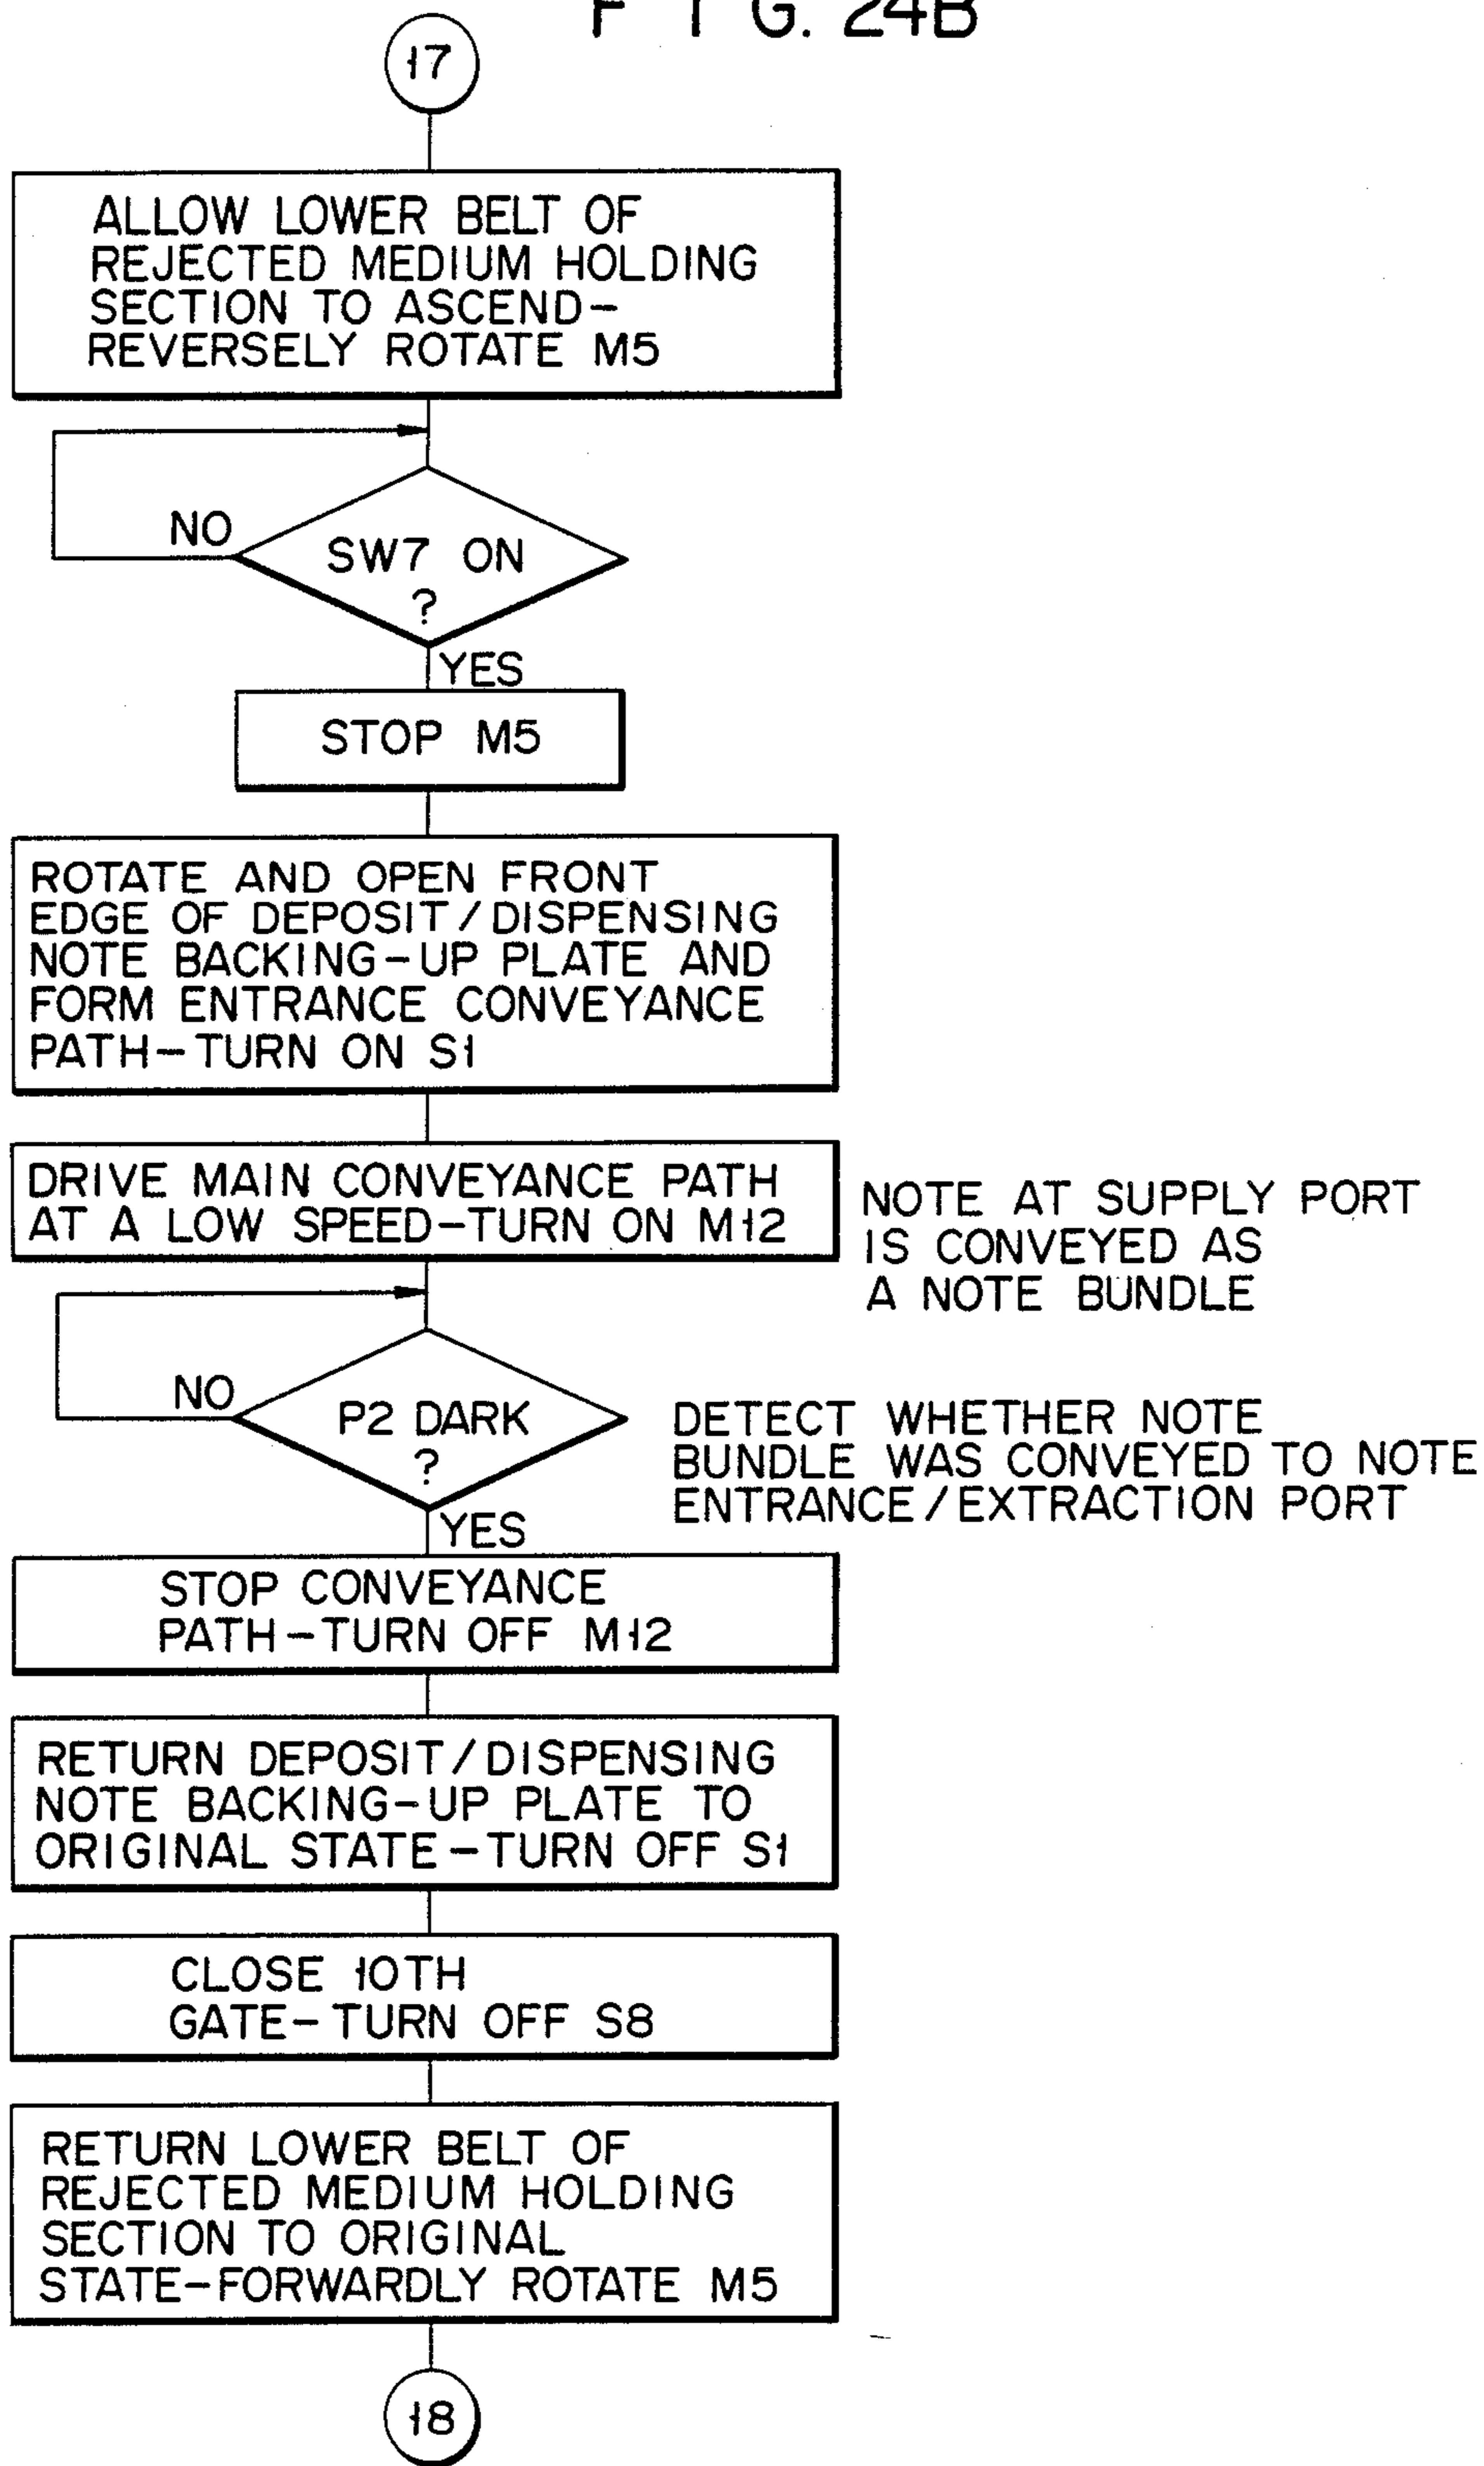 F I G. 24B
17
ALLOW LOWER BELT OF
REJECTED MEDIUM HOLDING
SECTION TO ASCEND-
REVERSELY ROTATE M5
NO
SW7 ON
?
YES
STOP M5
ROTATE AND OPEN FRONT
EDGE OF DEPOSIT/DISPENSING
NOTE BACKING-UP PLATE AND
FORM ENTRANCE CONVEYANCE
PATH-TURN ON S1
DRIVE MAIN CONVEYANCE PATH
AT A LOW SPEED-TURN ON M12
NOTE AT SUPPLY PORT
IS CONVEYED AS
A NOTE BUNDLE
NO
P2 DARK
?
DETECT WHETHER NOTE
BUNDLE WAS CONVEYED TO NOTE
ENTRANCE/EXTRACTION PORT
YES
STOP CONVEYANCE
PATH-TURN OFF M12
RETURN DEPOSIT/DISPENSING
NOTE BACKING-UP PLATE TO
ORIGINAL STATE-TURN OFF S1
CLOSE 10TH
GATE-TURN OFF S8
RETURN LOWER BELT OF
REJECTED MEDIUM HOLDING
SECTION TO ORIGINAL
STATE-FORWARDLY ROTATE M5
18